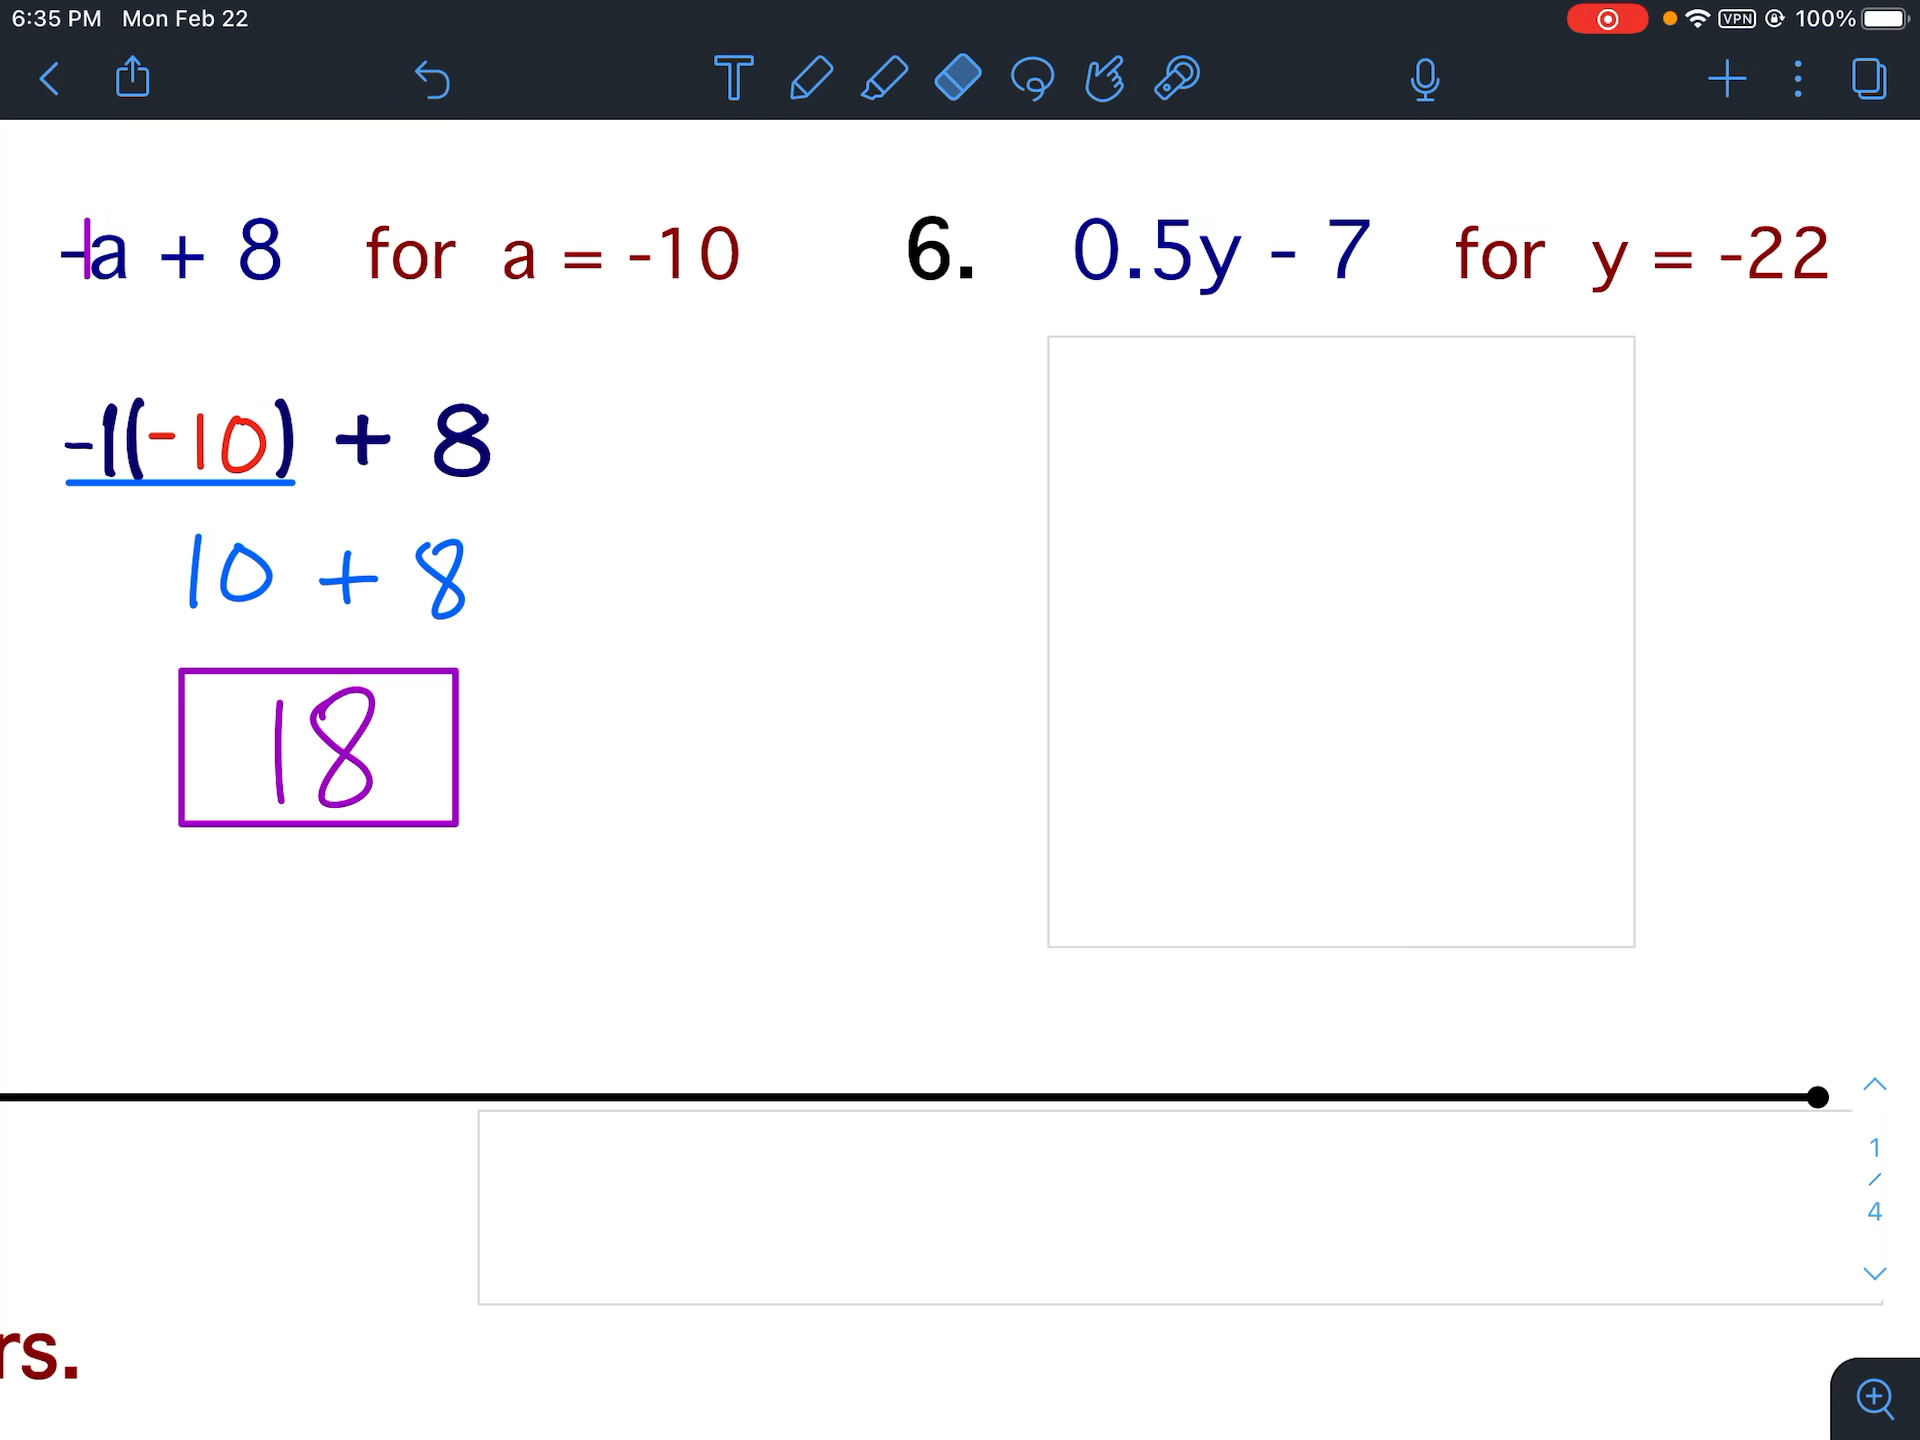 6:35 PM Mon Feb 22
VPN 100%
-1a + 8 for a = -10
-1(-10) + 8
10 + 8
18
6. 0.5y - 7 for y = -22
1
/
4
rs.